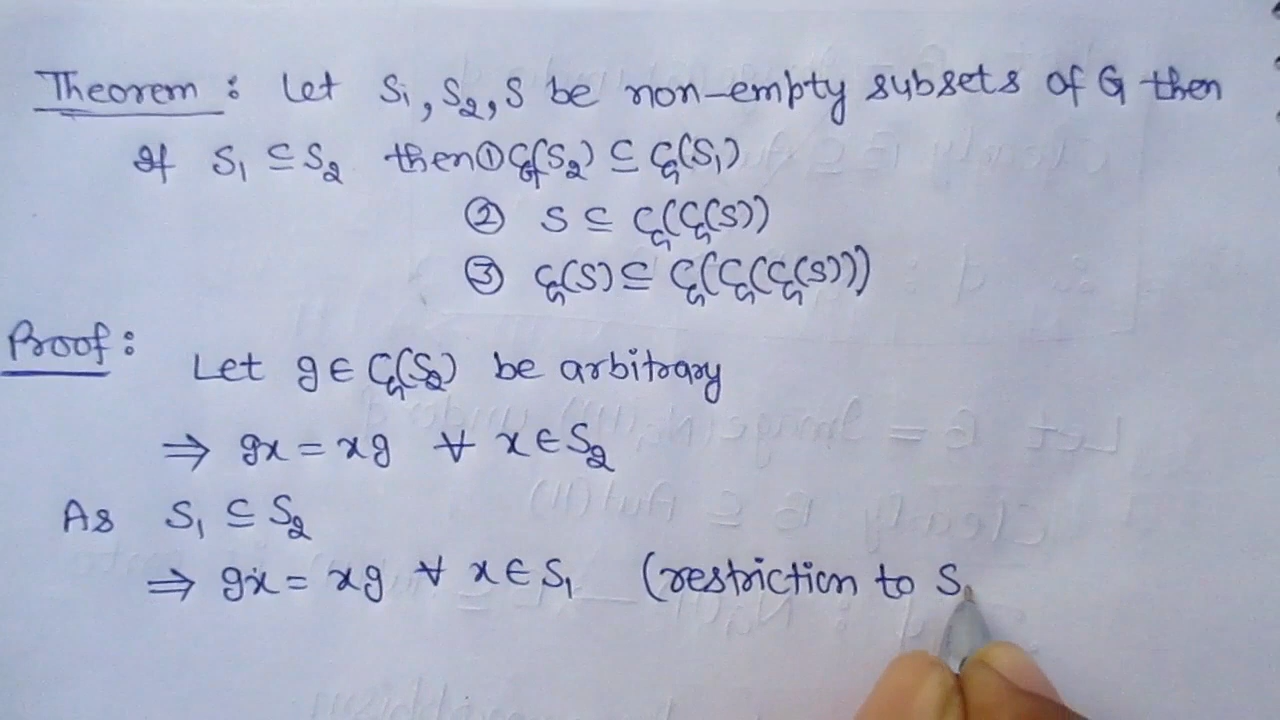 Theorem : Let S₁, S₂, S be non-empty subsets of G then
If S₁ ⊆ S₂ then ① C_G(S₂) ⊆ C_G(S₁)
② S ⊆ C_G(C_G(S))
③ C_G(S) ⊆ C_G(C_G(C_G(S)))
Proof : Let g ∈ C_G(S₂) be arbitrary
⇒ gx = xg ∀ x ∈ S₂
As S₁ ⊆ S₂
⇒ gx = xg ∀ x ∈ S₁ (restriction to S